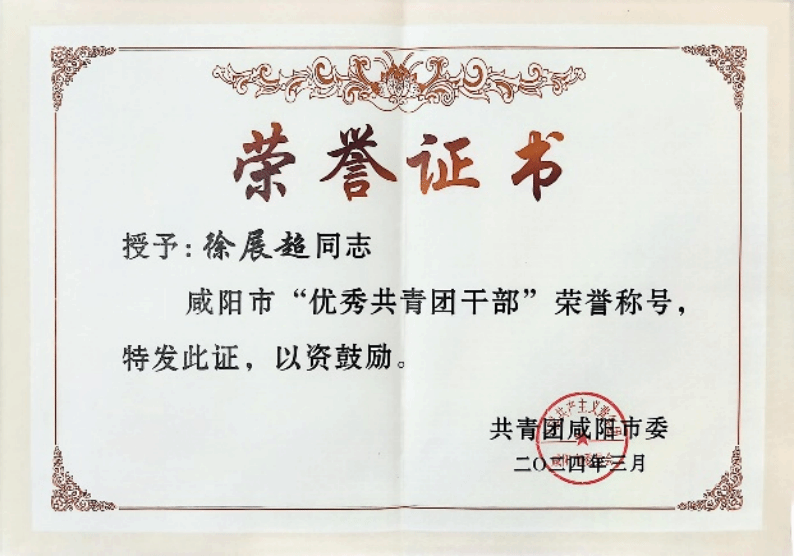 荣誉证书
授予：徐展超同志
咸阳市“优秀共青团干部”荣誉称号，
特发此证，以资鼓励。
共青团咸阳市委
二〇二四年三月